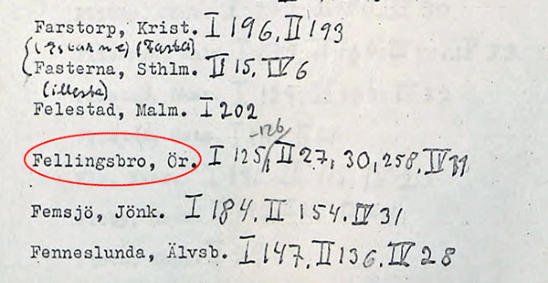 Farstorp, Krist. I 196, II 193
Fasterna, Sthlm. II 15, IV 6
Felestad, Malm. I 202
-126
Fellingsbro, Ör. I 125, II 27, 30, 258, IV
Femsjö, Jönk. I 184, II 154, IV 31
Fenneslunda, Älvsb. I 147, II 136, IV 28